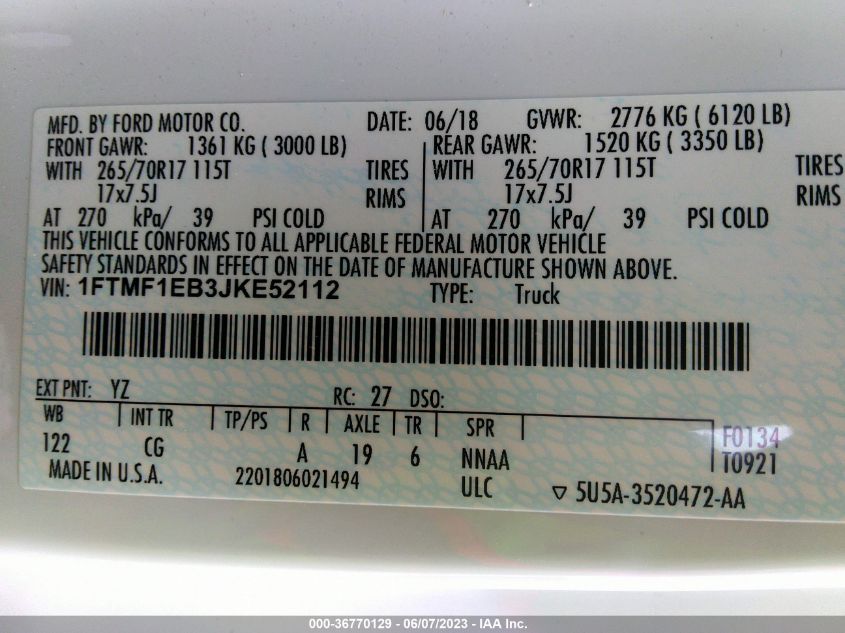 MFD. BY FORD MOTOR CO. DATE: 06/18 GVWR: 2776 KG ( 6120 LB)
FRONT GAWR: 1361 KG ( 3000 LB) REAR GAWR: 1520 KG ( 3350 LB)
WITH 265/70R17 115T TIRES WITH 265/70R17 115T TIRES
17x7.5J RIMS 17x7.5J RIMS
AT 270 kPa/ 39 PSI COLD AT 270 kPa/ 39 PSI COLD
THIS VEHICLE CONFORMS TO ALL APPLICABLE FEDERAL MOTOR VEHICLE
SAFETY STANDARDS IN EFFECT ON THE DATE OF MANUFACTURE SHOWN ABOVE.
VIN: 1FTMF1EB3JKE52112 TYPE: Truck
EXT PNT: YZ RC: 27 DSO:
WB INT TR TP/PS R AXLE TR SPR F0134
122 CG A 19 6 NNAA T0921
MADE IN U.S.A. 2201806021494 ULC ▽ 5U5A-3520472-AA
000-36770129 - 06/07/2023 - IAA Inc.